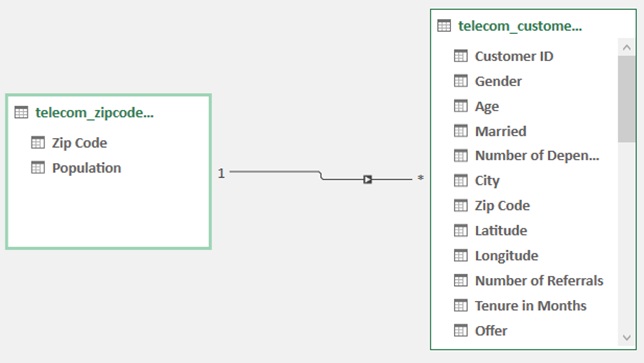 telecom_zipcode...
Zip Code
Population
1
*
telecom_custome...
Customer ID
Gender
Age
Married
Number of Depen...
City
Zip Code
Latitude
Longitude
Number of Referrals
Tenure in Months
Offer